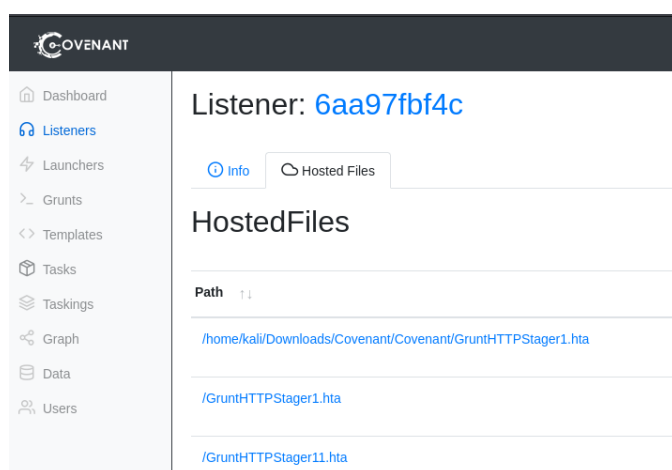 COVENANT
Dashboard
Listeners
Launchers
Grunts
Templates
Tasks
Taskings
Graph
Data
Users
Listener: 6aa97fbf4c
Info
Hosted Files
HostedFiles
Path
/home/kali/Downloads/Covenant/Covenant/GruntHTTPStager1.hta
/GruntHTTPStager1.hta
/GruntHTTPStager11.hta